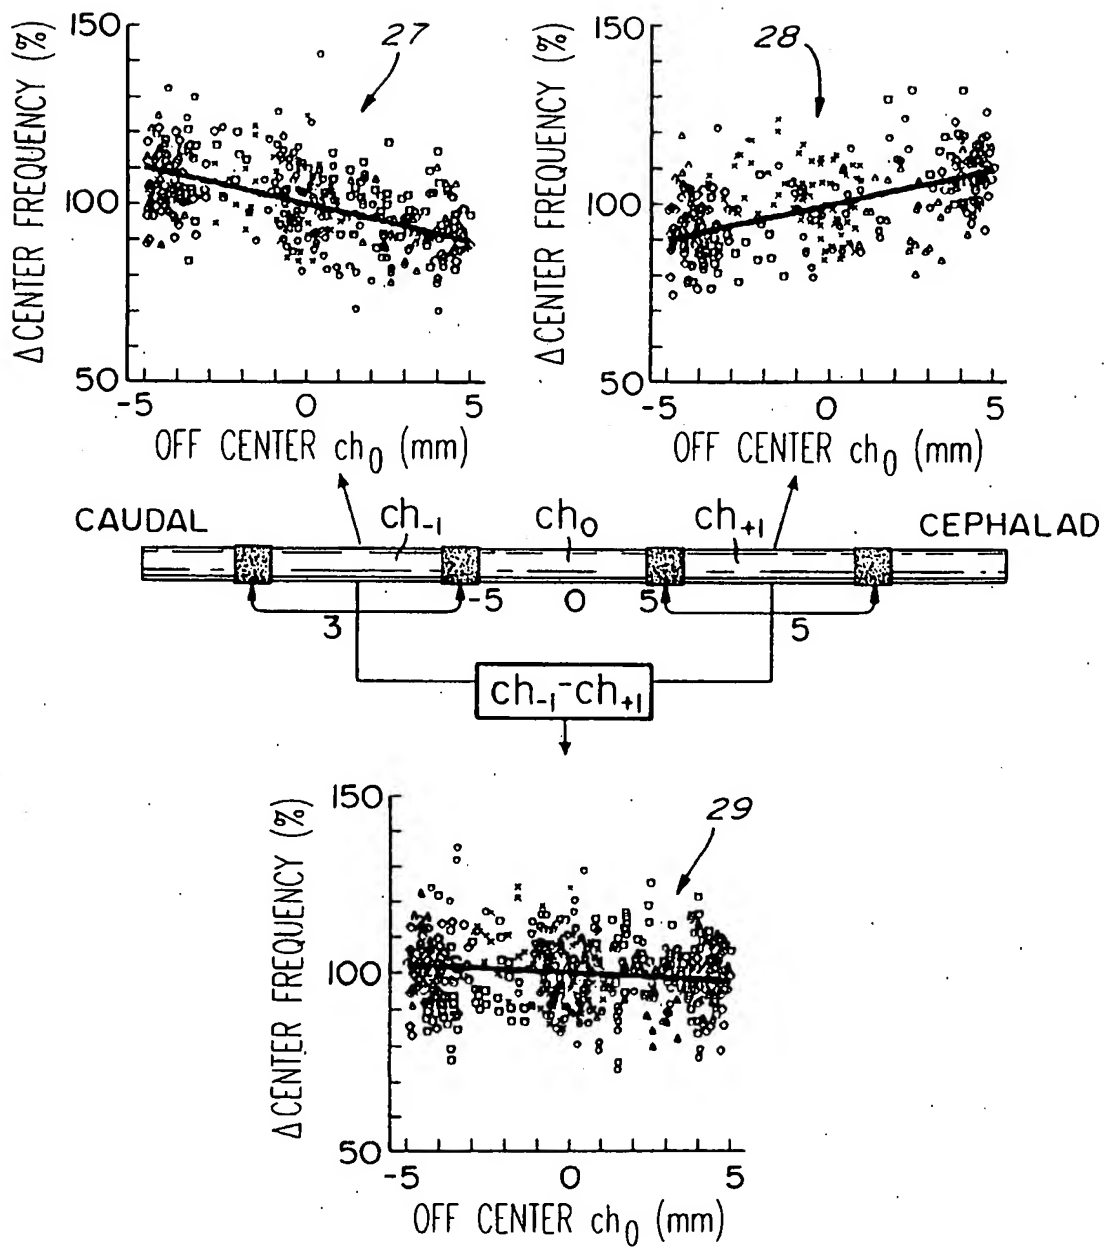 150
100
50
ΔCENTER FREQUENCY (%)
27
-5 0 5
OFF CENTER ch₀ (mm)
150
100
50
ΔCENTER FREQUENCY (%)
28
-5 0 5
OFF CENTER ch₀ (mm)
CAUDAL ch₋₁ ch₀ ch₊₁ CEPHALAD
-5 0 5
3 5
ch₋₁-ch₊₁
150
100
50
ΔCENTER FREQUENCY (%)
29
-5 0 5
OFF CENTER ch₀ (mm)